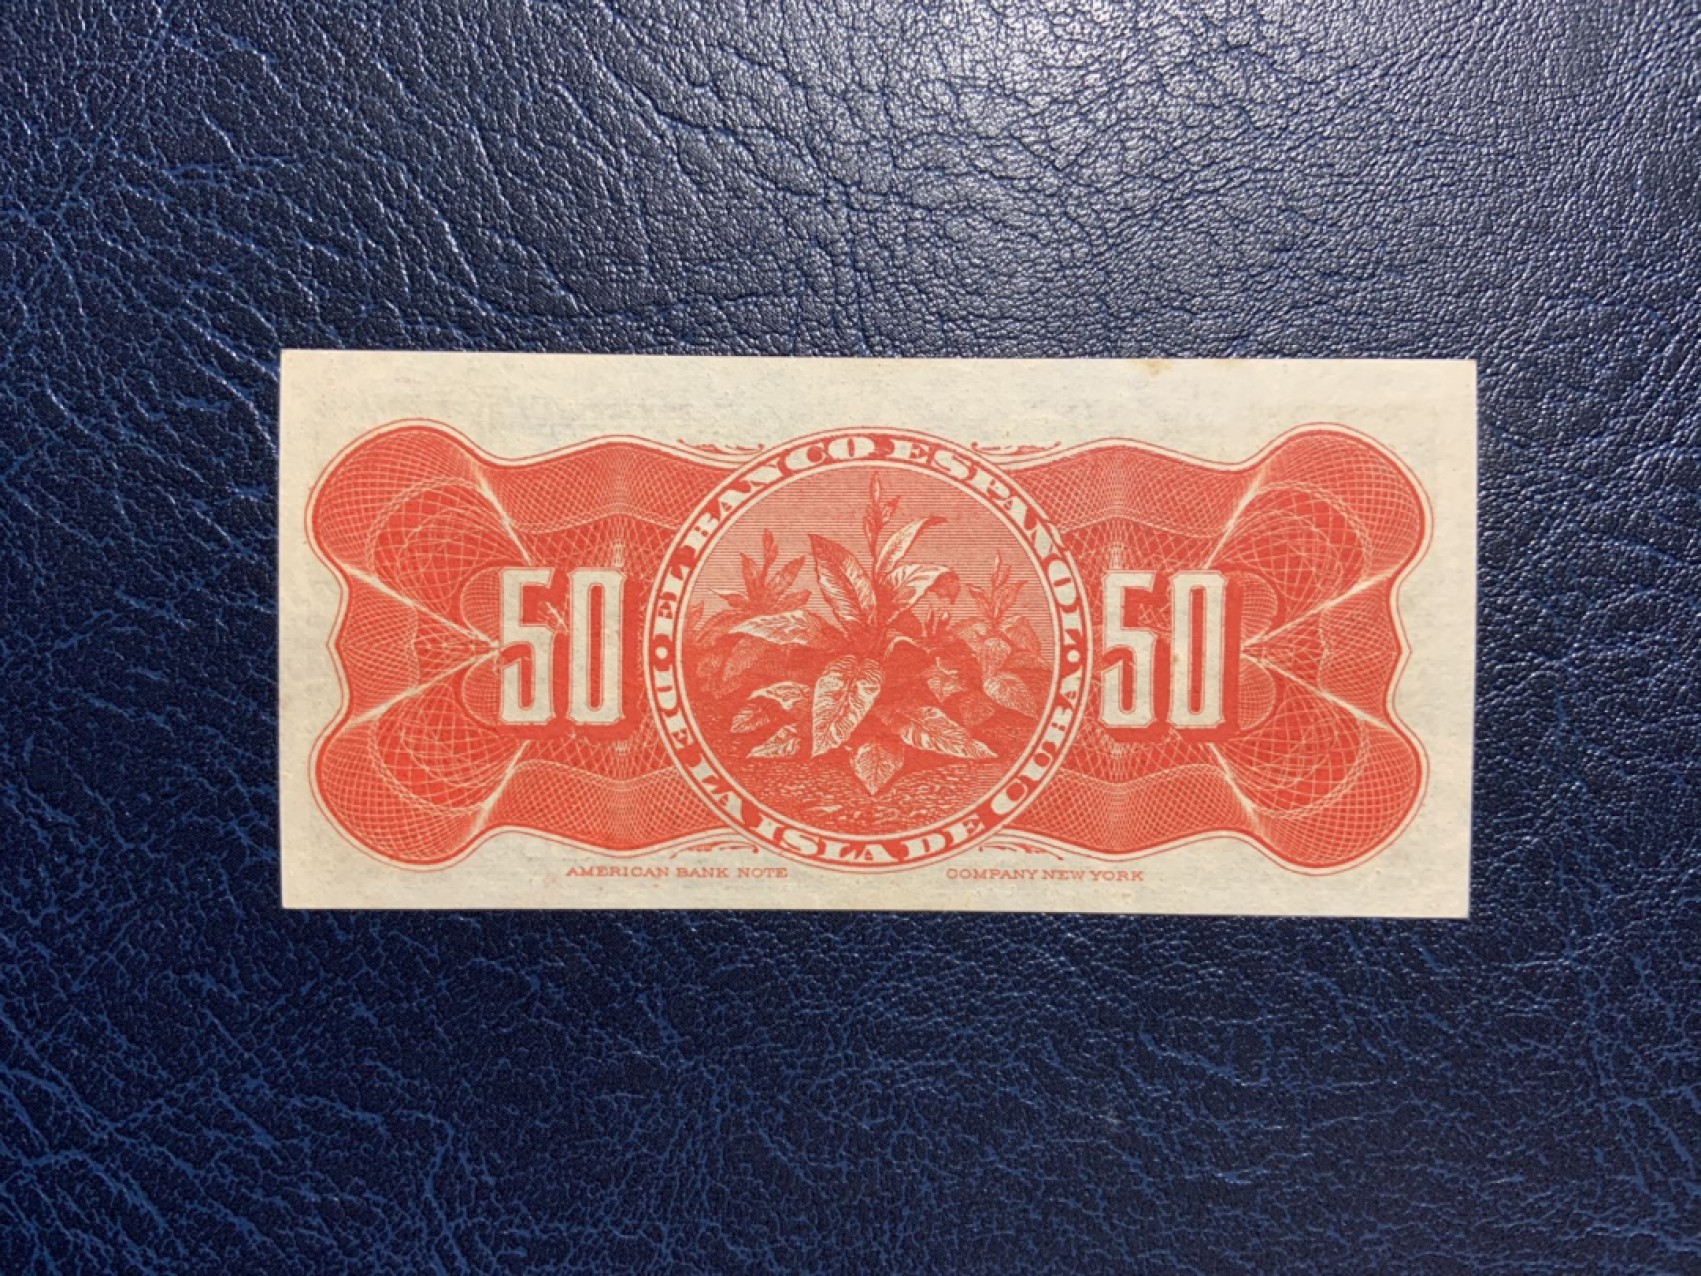 EL BANCO ESPAÑOL
50
50
DE LA ISLA DE CUBA
AMERICAN BANK NOTE
COMPANY NEW YORK